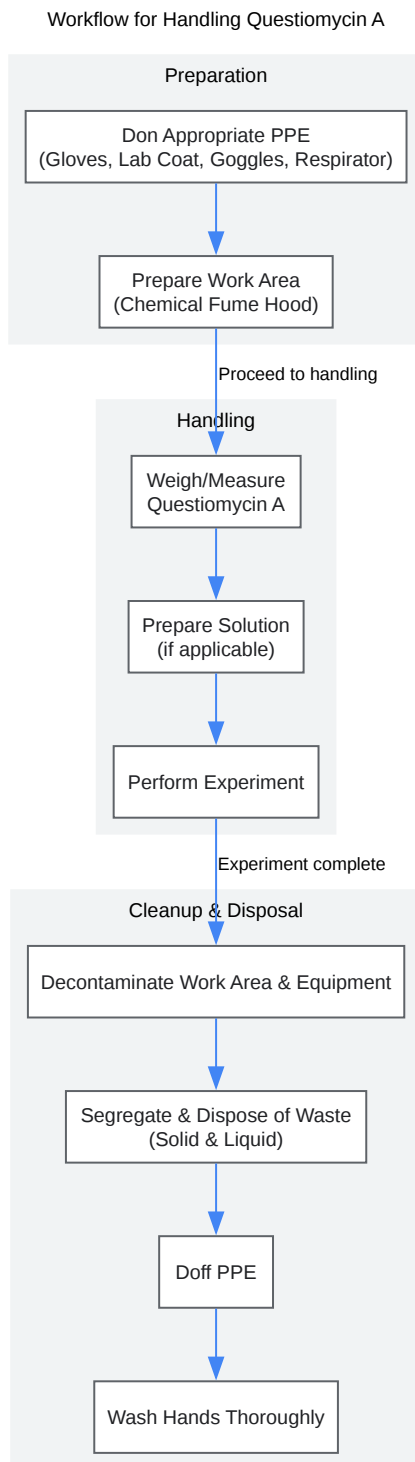 Workflow for Handling Questiomycin A
Preparation
Don Appropriate PPE
(Gloves, Lab Coat, Goggles, Respirator)
Prepare Work Area
(Chemical Fume Hood)
Proceed to handling
Handling
Weigh/Measure
Questiomycin A
Prepare Solution
(if applicable)
Perform Experiment
Experiment complete
Cleanup & Disposal
Decontaminate Work Area & Equipment
Segregate & Dispose of Waste
(Solid & Liquid)
Doff PPE
Wash Hands Thoroughly